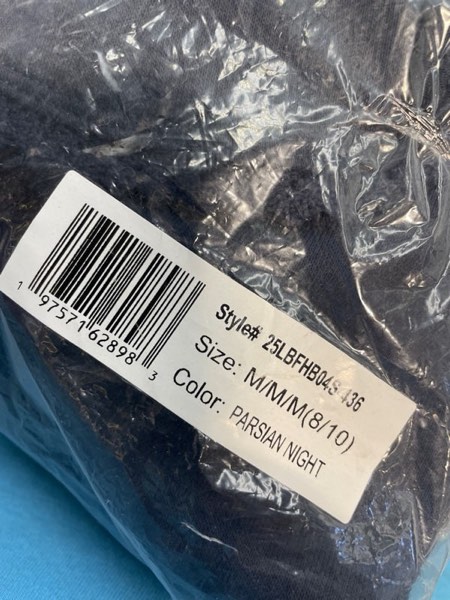 Style# 25LBFHB04S 436
Size: M/M/M(8/10)
Color: PARSIAN NIGHT
1 97571 62898 3